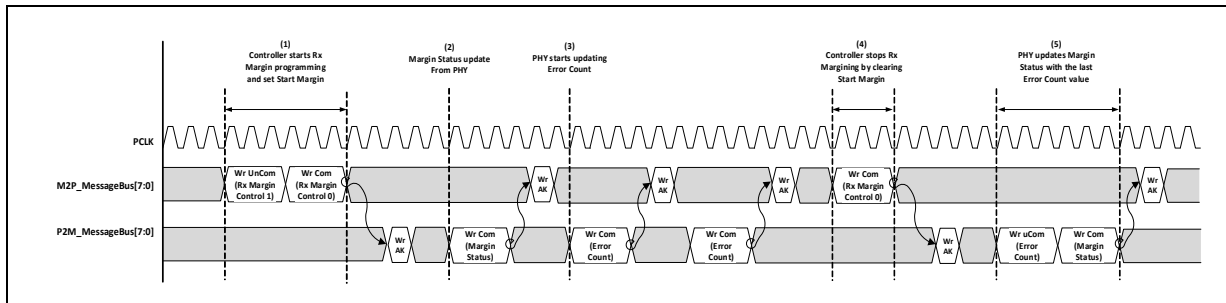 (1)
Controller starts Rx
Margin programming
and set Start Margin
(2)
Margin Status update
From PHY
(3)
PHY starts updating
Error Count
(4)
Controller stops Rx
Margining by clearing
Start Margin
(5)
PHY updates Margin
Status with the last
Error Count value
PCLK
M2P_MessageBus[7:0]
Wr UnCom
(Rx Margin
Control 1)
Wr Com
(Rx Margin
Control 0)
Wr
AK
Wr
AK
Wr
AK
Wr Com
(Rx Margin
Control 0)
Wr
AK
P2M_MessageBus[7:0]
Wr
AK
Wr Com
(Margin
Status)
Wr Com
(Error
Count)
Wr Com
(Error
Count)
Wr
AK
Wr uCom
(Error
Count)
Wr Com
(Margin
Status)